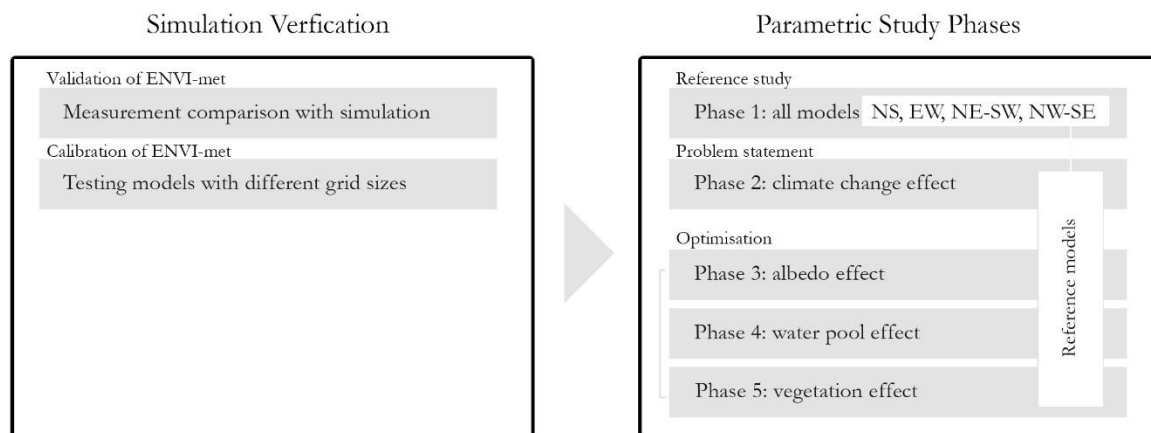 Simulation Verfication
Validation of ENVI-met
Measurement comparison with simulation
Calibration of ENVI-met
Testing models with different grid sizes
Parametric Study Phases
Reference study
Phase 1: all models NS, EW, NE-SW, NW-SE
Problem statement
Phase 2: climate change effect
Optimisation
Phase 3: albedo effect
Phase 4: water pool effect
Phase 5: vegetation effect
Reference models